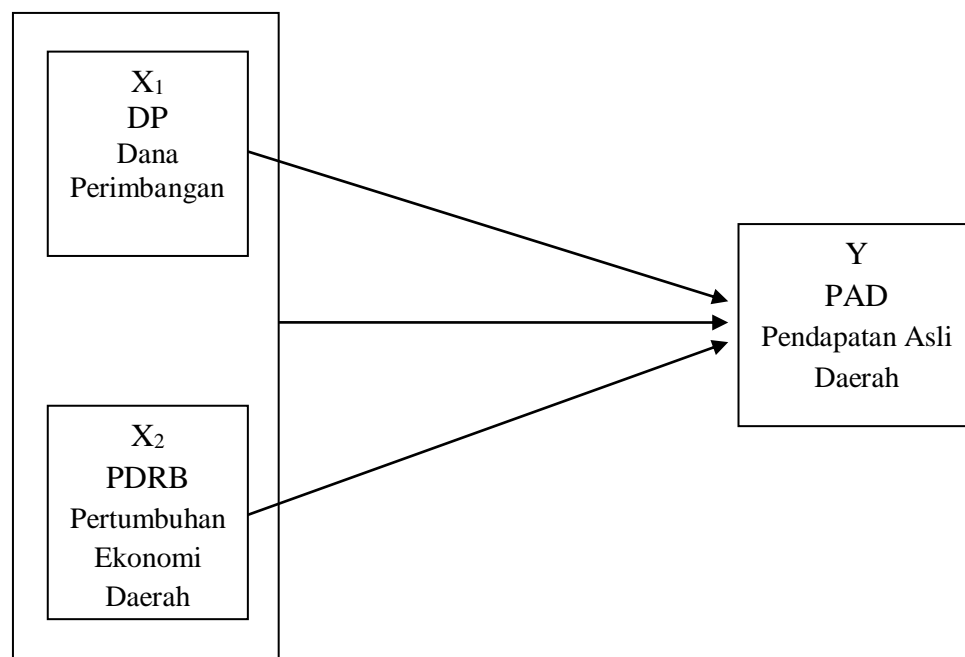 X₁
DP
Dana
Perimbangan
X₂
PDRB
Pertumbuhan
Ekonomi
Daerah
Y
PAD
Pendapatan Asli
Daerah